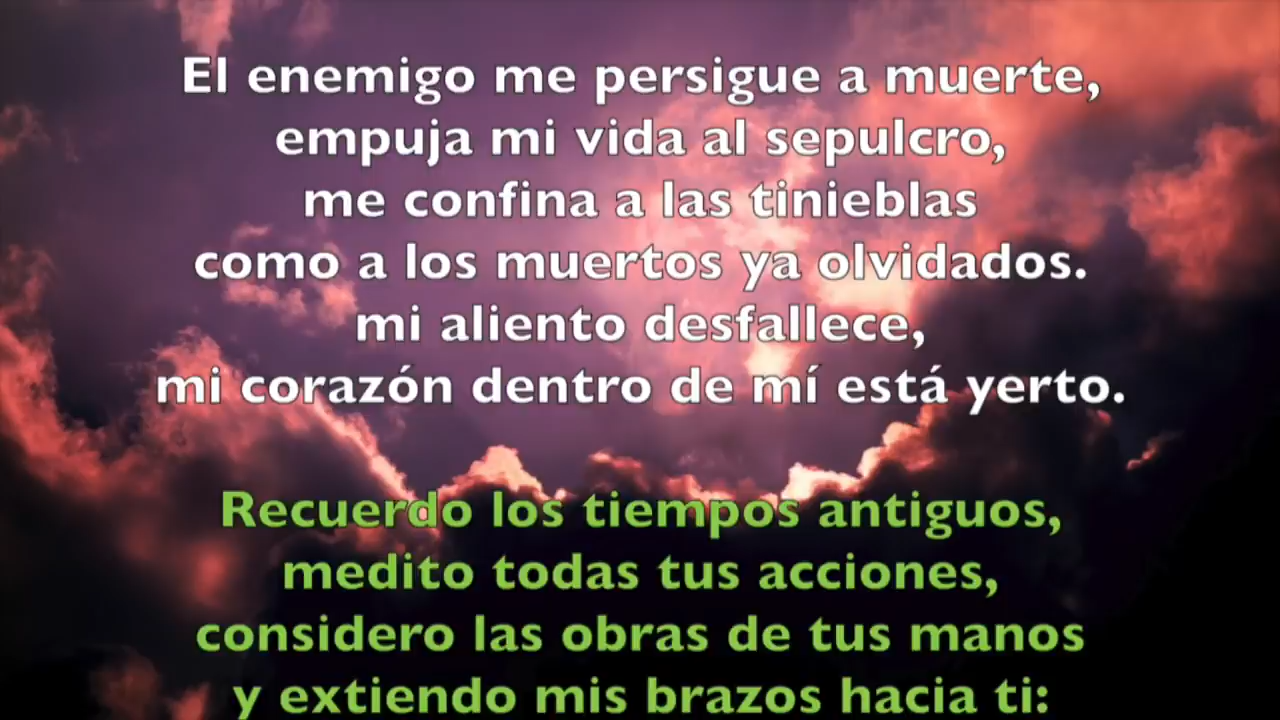 El enemigo me persigue a muerte,
empuja mi vida al sepulcro,
me confina a las tinieblas
como a los muertos ya olvidados.
mi aliento desfallece,
mi corazón dentro de mí está yerto.
Recuerdo los tiempos antiguos,
medito todas tus acciones,
considero las obras de tus manos
y extiendo mis brazos hacia ti: